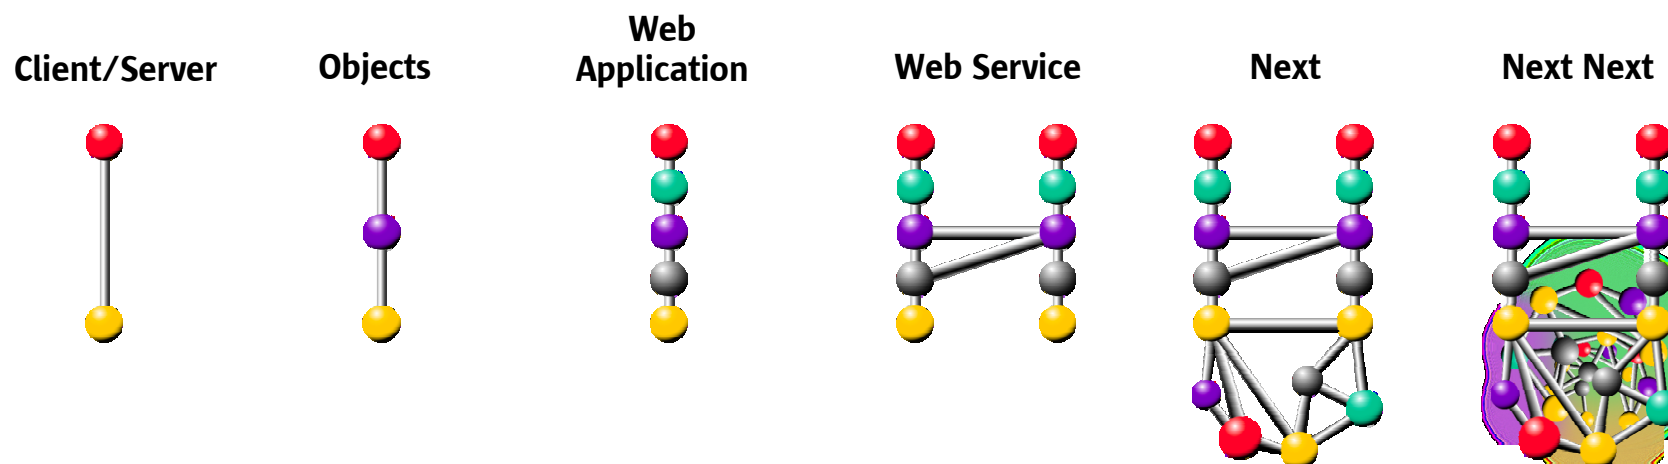 Client/Server
Objects
Web
Application
Web Service
Next
Next Next